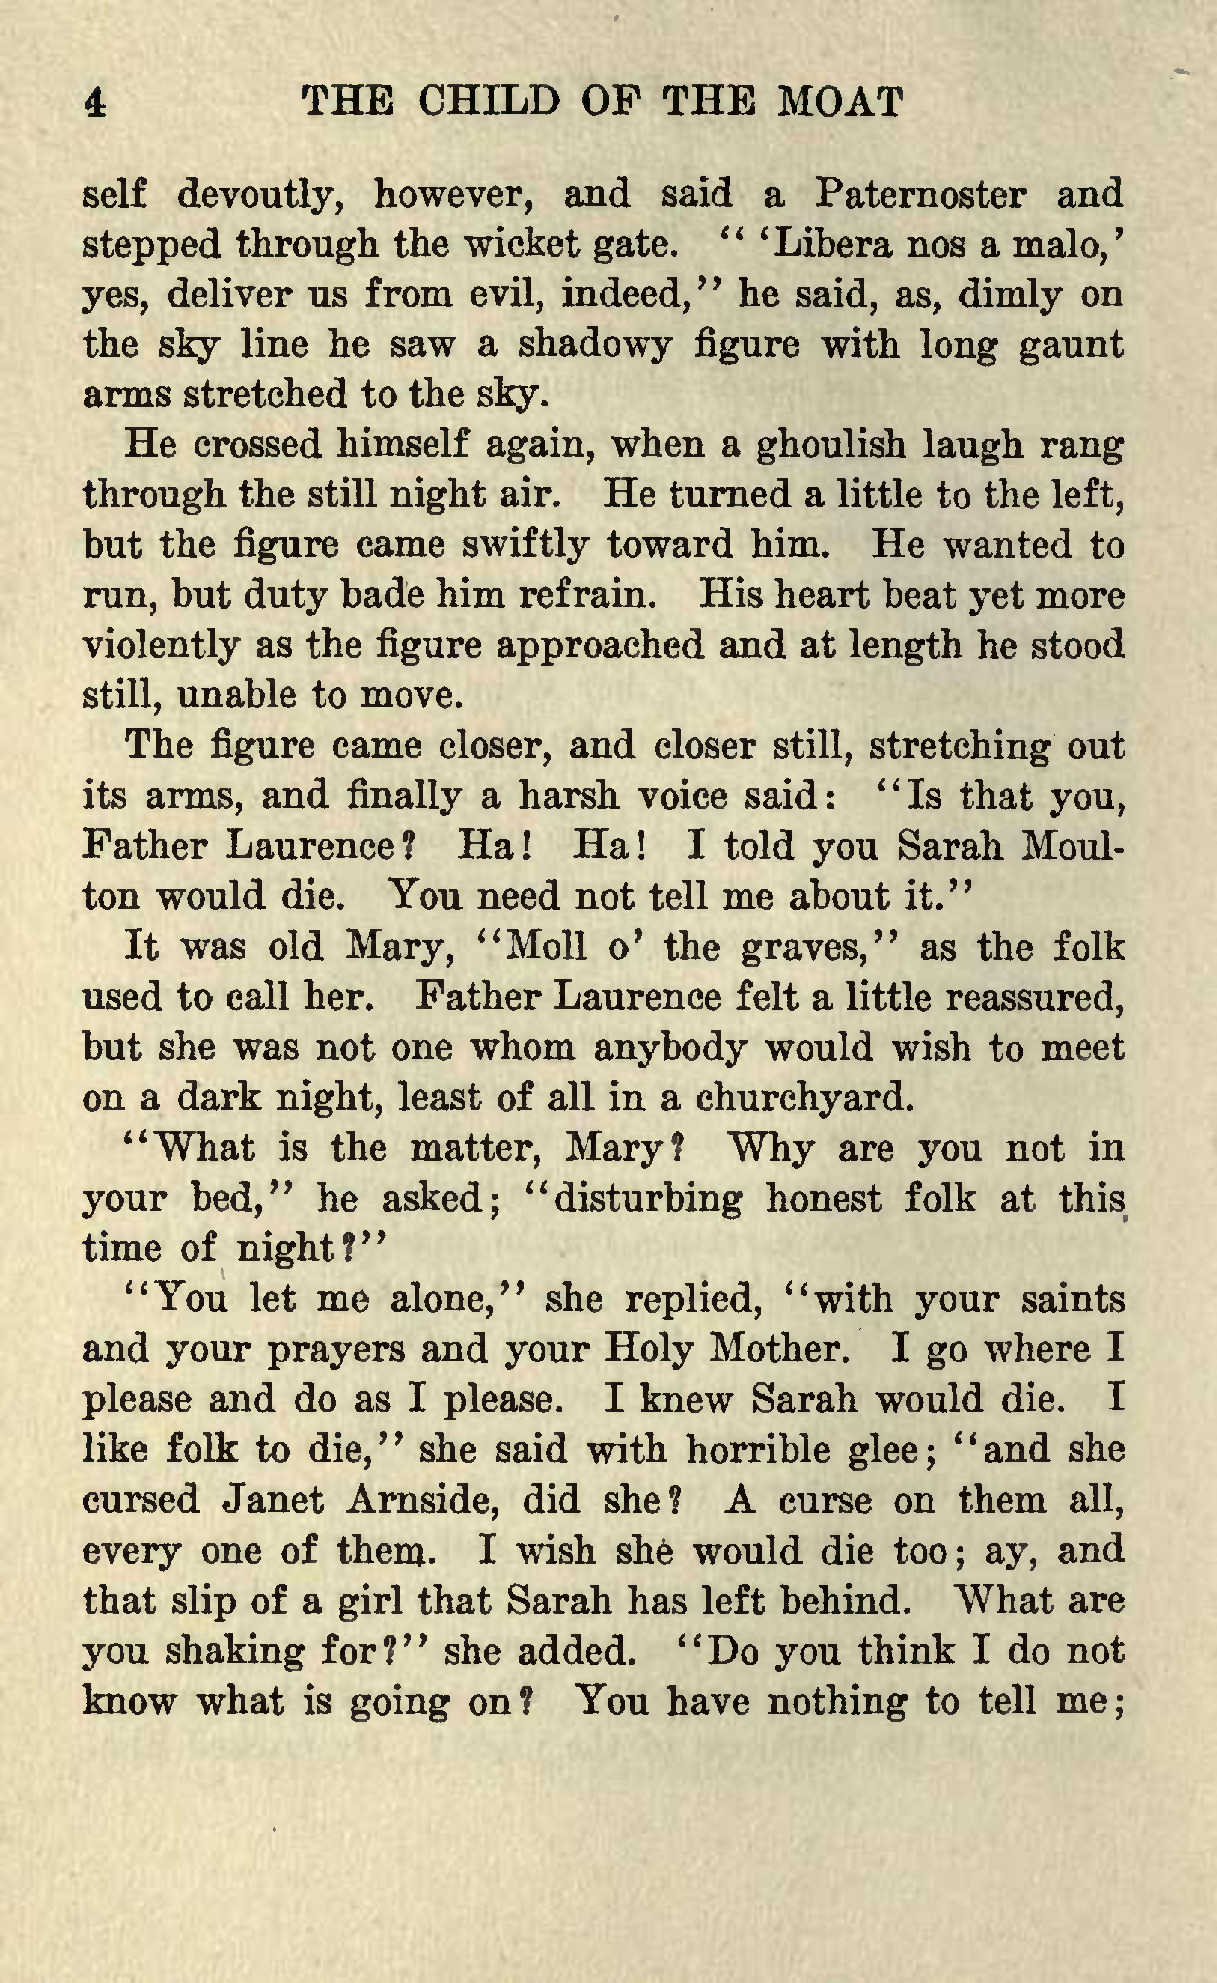 4 THE CHILD OF THE MOAT
self devoutly, however, and said a Paternoster and
stepped through the wicket gate. " 'Libera nos a malo,'
yes, deliver us from evil, indeed," he said, as, dimly on
the sky line he saw a shadowy figure with long gaunt
arms stretched to the sky.
He crossed himself again, when a ghoulish laugh rang
through the still night air. He turned a little to the left,
but the figure came swiftly toward him. He wanted to
run, but duty bade him refrain. His heart beat yet more
violently as the figure approached and at length he stood
still, unable to move.
The figure came closer, and closer still, stretching out
its arms, and finally a harsh voice said: "Is that you,
Father Laurence? Ha! Ha! I told you Sarah Moul-
ton would die. You need not tell me about it."
It was old Mary, "Moll o' the graves," as the folk
used to call her. Father Laurence felt a little reassured,
but she was not one whom anybody would wish to meet
on a dark night, least of all in a churchyard.
"What is the matter, Mary? Why are you not in
your bed," he asked; "disturbing honest folk at this
time of night?"
"You let me alone," she replied, "with your saints
and your prayers and your Holy Mother. I go where I
please and do as I please. I knew Sarah would die. I
like folk to die," she said with horrible glee; "and she
cursed Janet Arnside, did she? A curse on them all,
every one of them. I wish she would die too; ay, and
that slip of a girl that Sarah has left behind. What are
you shaking for?" she added. "Do you think I do not
know what is going on? You have nothing to tell me;